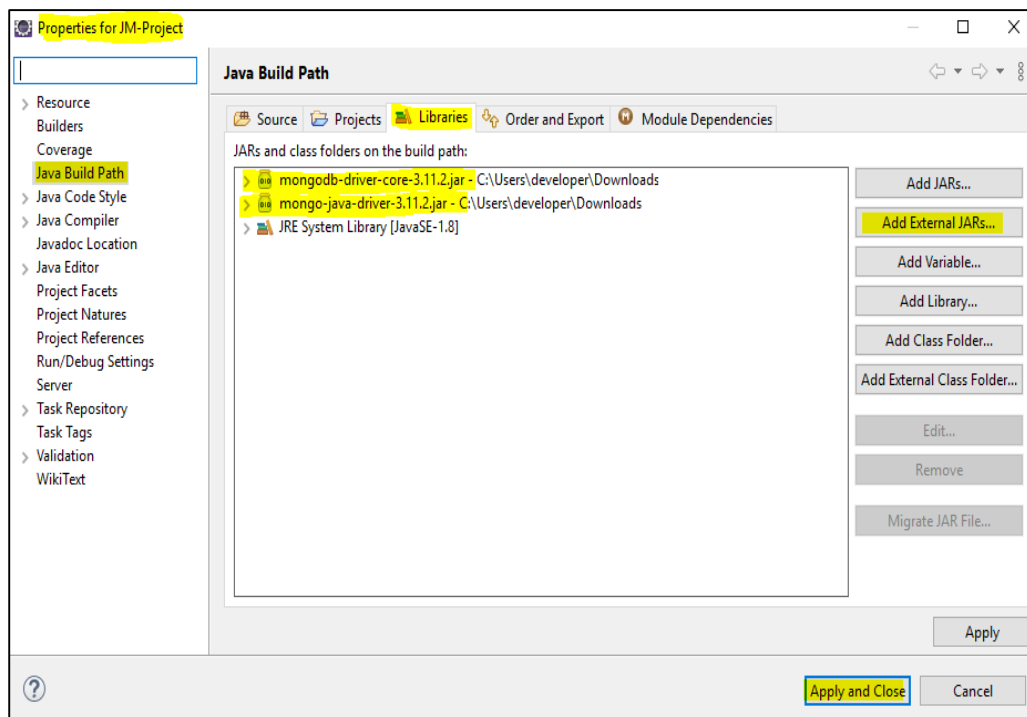 Properties for JM-Project
Resource
Builders
Coverage
Java Build Path
Java Code Style
Java Compiler
Javadoc Location
Java Editor
Project Facets
Project Natures
Project References
Run/Debug Settings
Server
Task Repository
Task Tags
Validation
WikiText
Java Build Path
Source Projects Libraries Order and Export Module Dependencies
JARs and class folders on the build path:
mongodb-driver-core-3.11.2.jar - C:\Users\developer\Downloads
mongo-java-driver-3.11.2.jar - C:\Users\developer\Downloads
JRE System Library [JavaSE-1.8]
Add JARs...
Add External JARs...
Add Variable...
Add Library...
Add Class Folder...
Add External Class Folder...
Edit...
Remove
Migrate JAR File...
Apply
Apply and Close Cancel